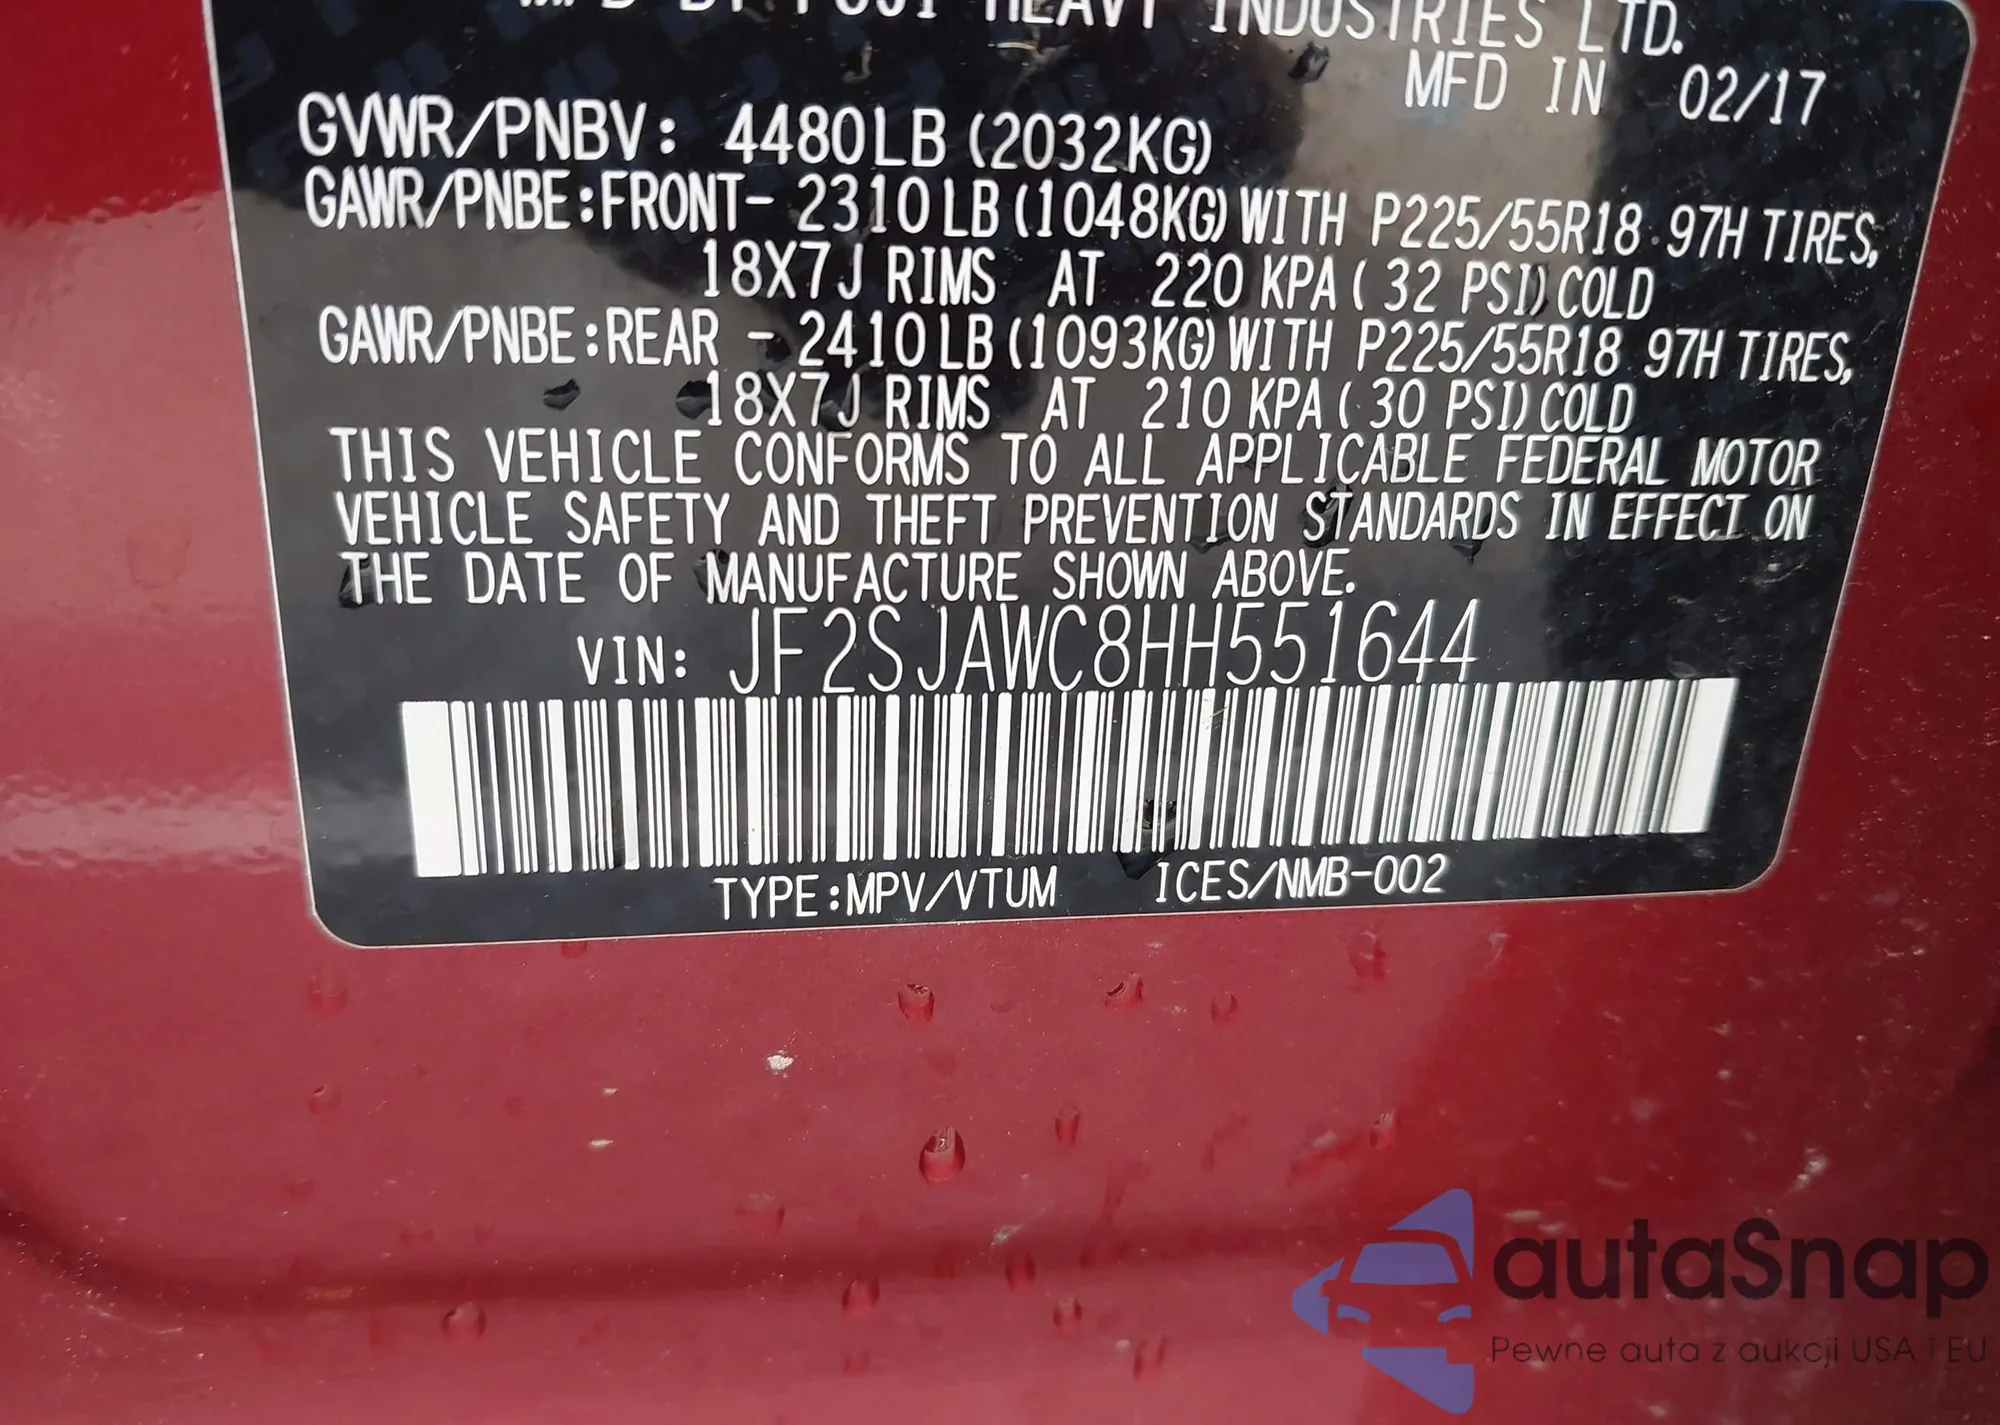 MFD BY FUJI HEAVY INDUSTRIES LTD.
MFD IN 02/17
GVWR/PNBV: 4480LB (2032KG)
GAWR/PNBE:FRONT- 2310LB(1048KG)WITH P225/55R18 97H TIRES,
18X7J RIMS AT 220 KPA( 32 PSI)COLD
GAWR/PNBE:REAR - 2410LB(1093KG)WITH P225/55R18 97H TIRES,
18X7J RIMS AT 210 KPA( 30 PSI)COLD
THIS VEHICLE CONFORMS TO ALL APPLICABLE FEDERAL MOTOR
VEHICLE SAFETY AND THEFT PREVENTION STANDARDS IN EFFECT ON
THE DATE OF MANUFACTURE SHOWN ABOVE.
VIN: JF2SJAWC8HH551644
TYPE:MPV/VTUM ICES/NMB-002
autaSnap
Pewne auta z aukcji USA i EU